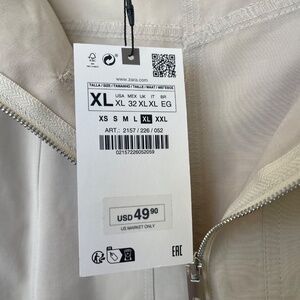 www.zara.com
TALLA / SIZE / TAMANHO / TAILLE / MAAT / ΜΕΓΕΘΟΣ
XL
USA MEX UK IT BR
XL 32 XL XL EG
XS S M L XL XXL
ART.: 2157 / 226 / 052
02157226052059
USD 49.90
US MARKET ONLY
EAC